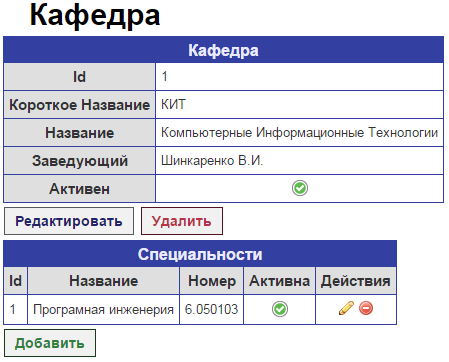 Кафедра
Кафедра
Id 1
Короткое Название КИТ
Название Компьютерные Информационные Технологии
Заведующий Шинкаренко В.И.
Активен
Редактировать Удалить
Специальности
Id Название Номер Активна Действия
1 Програмная инженерия 6.050103
Добавить